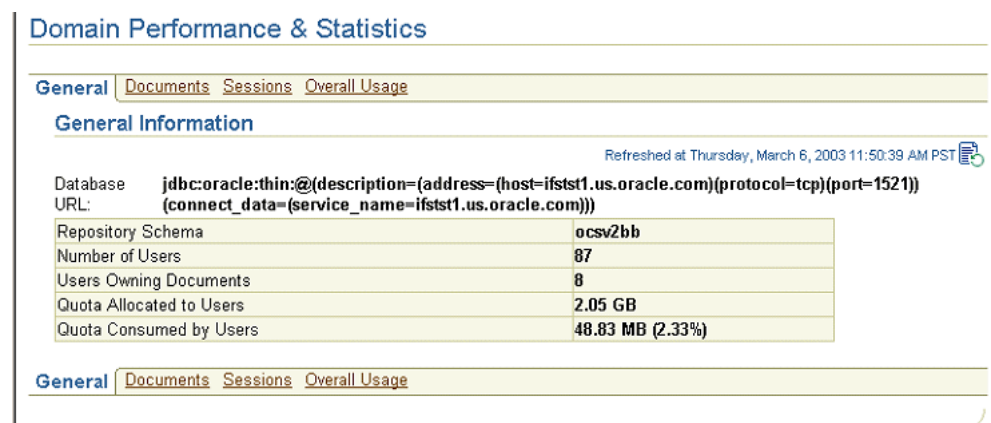 Domain Performance & Statistics
General Documents Sessions Overall Usage
General Information
Refreshed at Thursday, March 6, 2003 11:50:39 AM PST
Database jdbc:oracle:thin:@(description=(address=(host=ifstst1.us.oracle.com)(protocol=tcp)(port=1521))
URL: (connect_data=(service_name=ifstst1.us.oracle.com)))
Repository Schema ocsv2bb
Number of Users 87
Users Owning Documents 8
Quota Allocated to Users 2.05 GB
Quota Consumed by Users 48.83 MB (2.33%)
General Documents Sessions Overall Usage